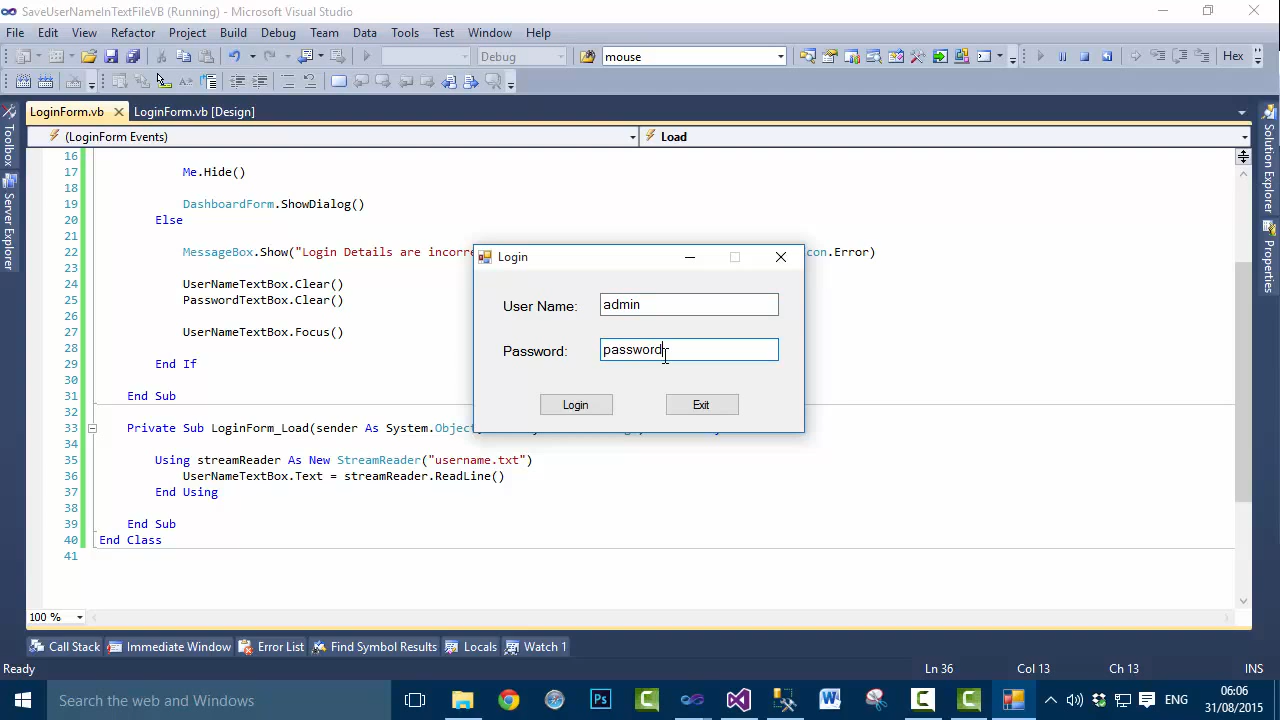 SaveUserNameInTextFileVB (Running) - Microsoft Visual Studio
File Edit View Refactor Project Build Debug Team Data Tools Test Window Help
Debug mouse Hex
LoginForm.vb LoginForm.vb [Design]
(LoginForm Events) Load
16
17 Me.Hide()
18
19 DashboardForm.ShowDialog()
20 Else
21
22 MessageBox.Show("Login Details are incorre con.Error)
23
24 UserNameTextBox.Clear()
25 PasswordTextBox.Clear()
26
27 UserNameTextBox.Focus()
28
29 End If
30
31 End Sub
32
33 Private Sub LoginForm_Load(sender As System.Object
34
35 Using streamReader As New StreamReader("username.txt")
36 UserNameTextBox.Text = streamReader.ReadLine()
37 End Using
38
39 End Sub
40 End Class
41
Login
User Name: admin
Password: password
Login Exit
Toolbox
Server Explorer
Solution Explorer
Properties
100 %
Call Stack Immediate Window Error List Find Symbol Results Locals Watch 1
Ready Ln 36 Col 13 Ch 13 INS
Search the web and Windows
Ps
ENG
06:06
31/08/2015